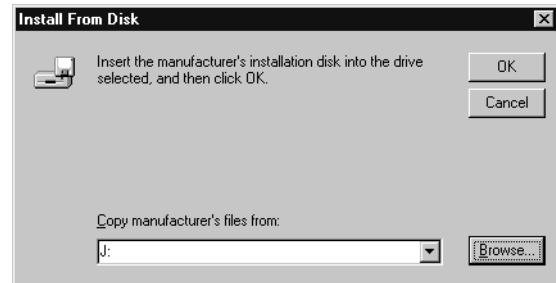 Install From Disk
Insert the manufacturer's installation disk into the drive
selected, and then click OK.
OK
Cancel
Copy manufacturer's files from:
J:
Browse...